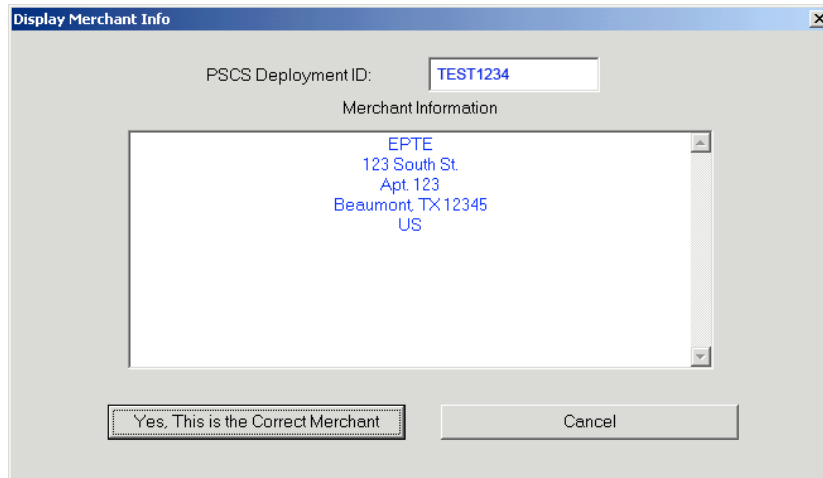 Display Merchant Info
PSCS Deployment ID: TEST1234
Merchant Information
EPTE
123 South St.
Apt. 123
Beaumont, TX 12345
US
Yes, This is the Correct Merchant
Cancel